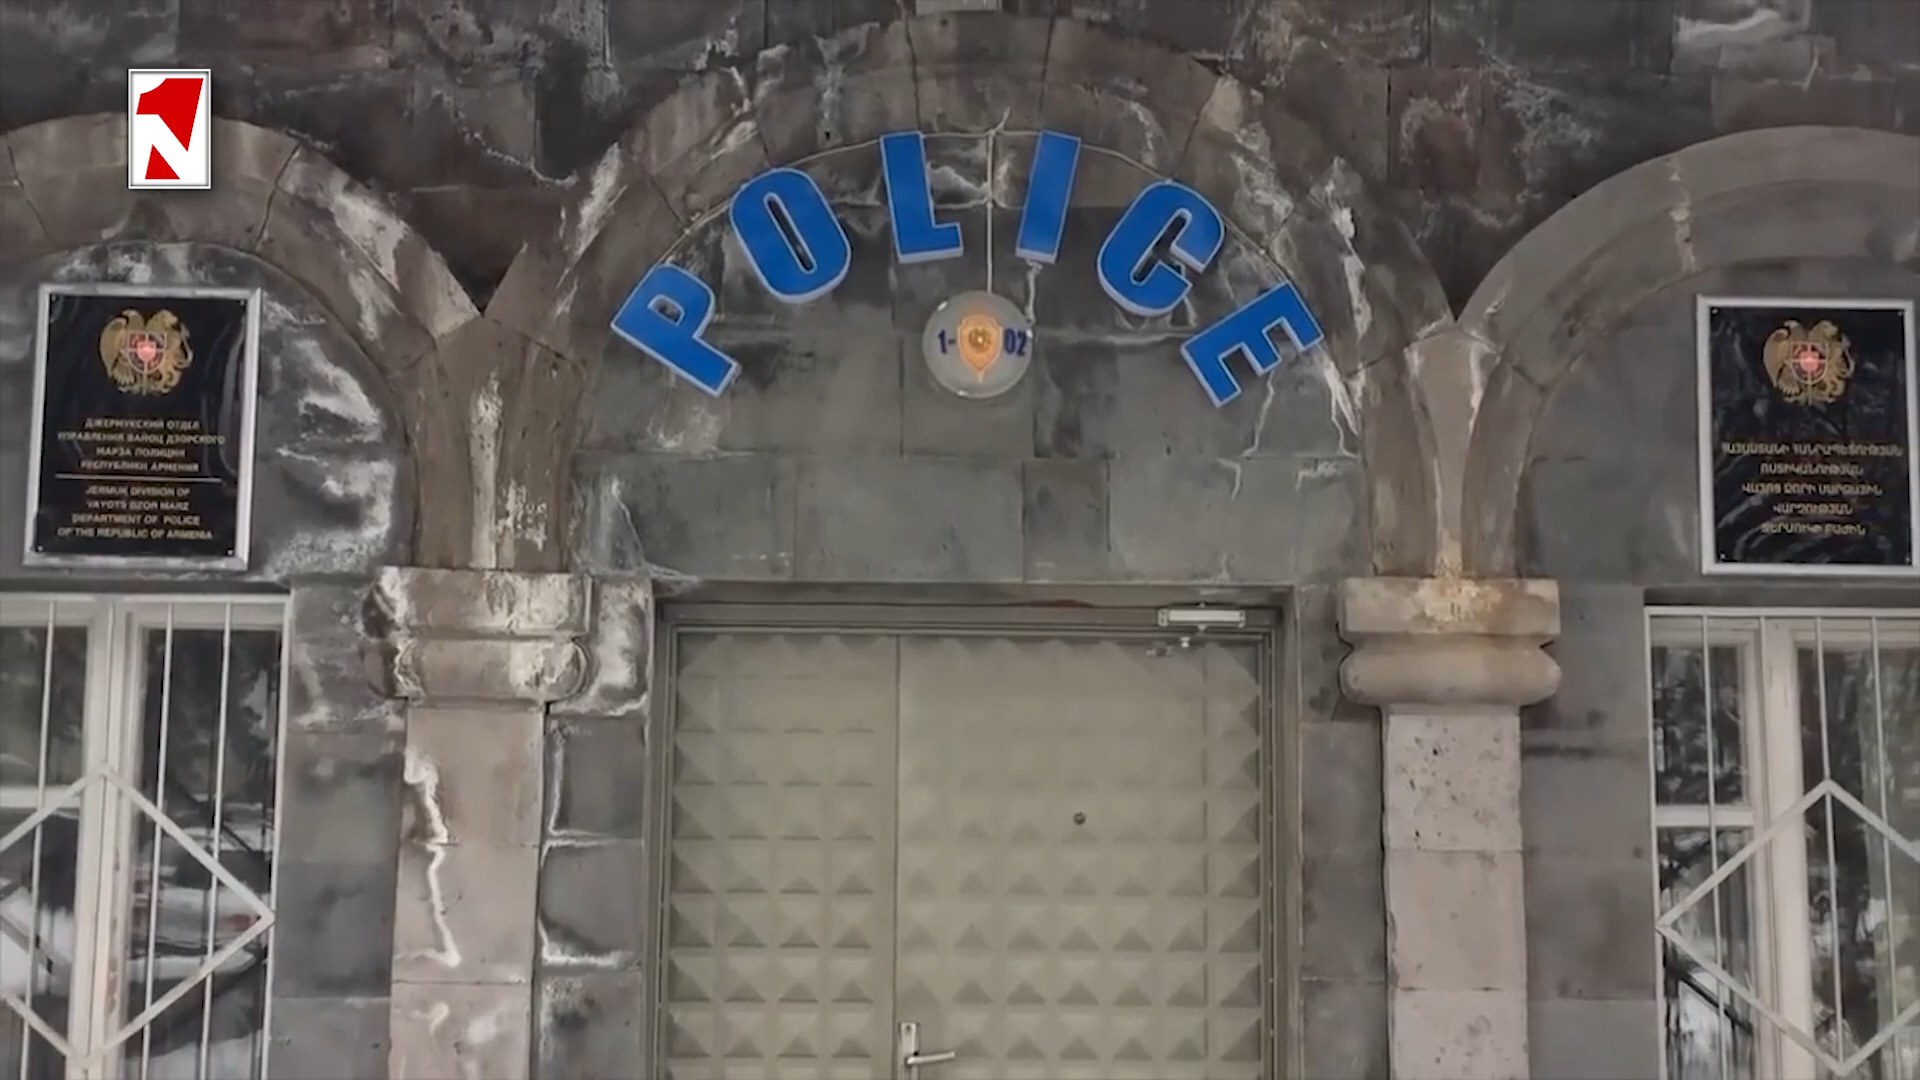 1N
POLICE
1-02
ДЖЕРМУКСКИЙ ОТДЕЛ
УПРАВЛЕНИЯ ВАЙОЦ ДЗОРСКОГО
МАРЗА ПОЛИЦИИ
РЕСПУБЛИКИ АРМЕНИЯ
JERMUK DIVISION OF
VAYOTS DZOR MARZ
DEPARTMENT OF POLICE
OF THE REPUBLIC OF ARMENIA
ՀԱՅԱՍՏԱՆԻ ՀԱՆՐԱՊԵՏՈՒԹՅԱՆ
ՈՍՏԻԿԱՆՈՒԹՅԱՆ
ՎԱՅՈՑ ՁՈՐԻ ՄԱՐԶԱՅԻՆ
ՎԱՐՉՈՒԹՅԱՆ
ՋԵՐՄՈՒԿԻ ԲԱԺԻՆ